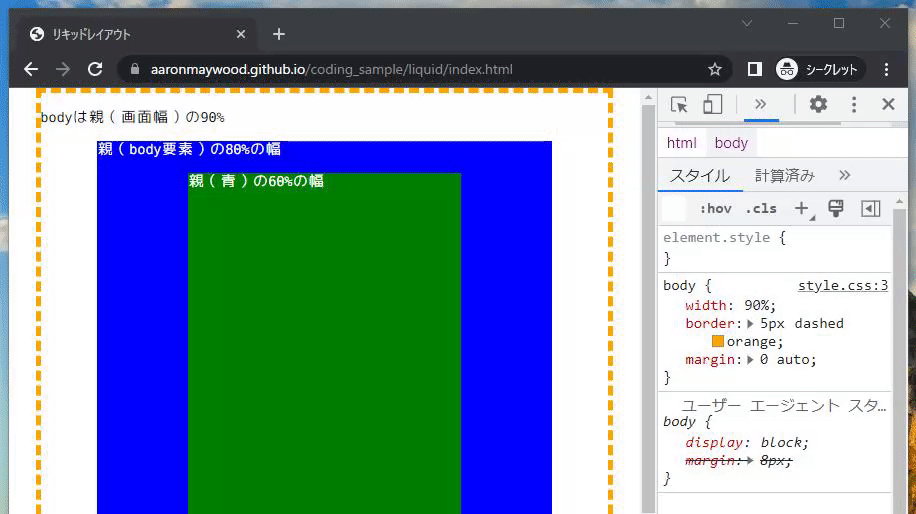 リキッドレイアウト
aaronmaywood.github.io/coding_sample/liquid/index.html
シークレット
bodyは親（画面幅）の90%
親（body要素）の80%の幅
親（青）の60%の幅
html body
スタイル 計算済み
:hov .cls
element.style {
}
body { style.css:3
width: 90%;
border: 5px dashed
orange;
margin: 0 auto;
}
ユーザー エージェント スタ…
body {
display: block;
margin: 8px;
}